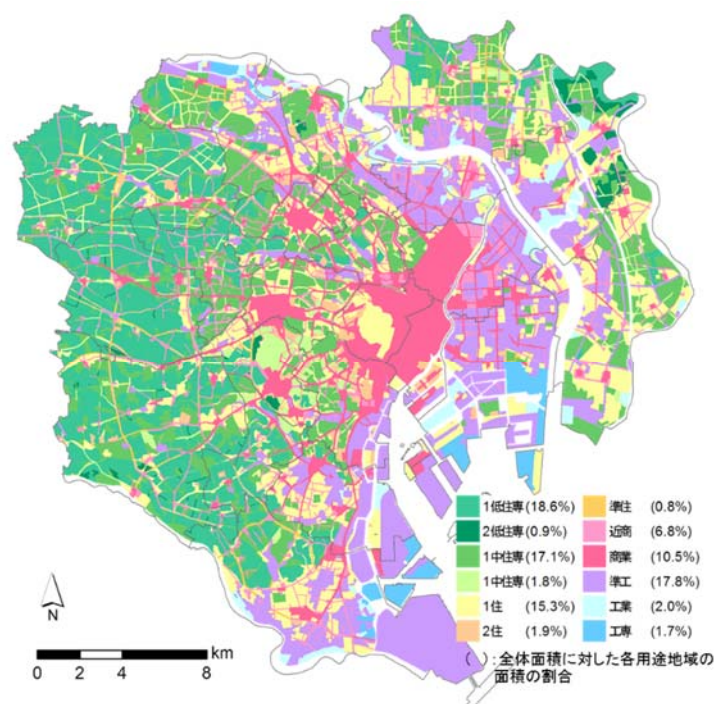 1低住専(18.6%)
2低住専(0.9%)
1中住専(17.1%)
1中住専(1.8%)
1住 (15.3%)
2住 (1.9%)
準住 (0.8%)
近商 (6.8%)
商業 (10.5%)
準工 (17.8%)
工業 (2.0%)
工専 (1.7%)
( ):全体面積に対した各用途地域の
面積の割合
N
km
0 2 4 8